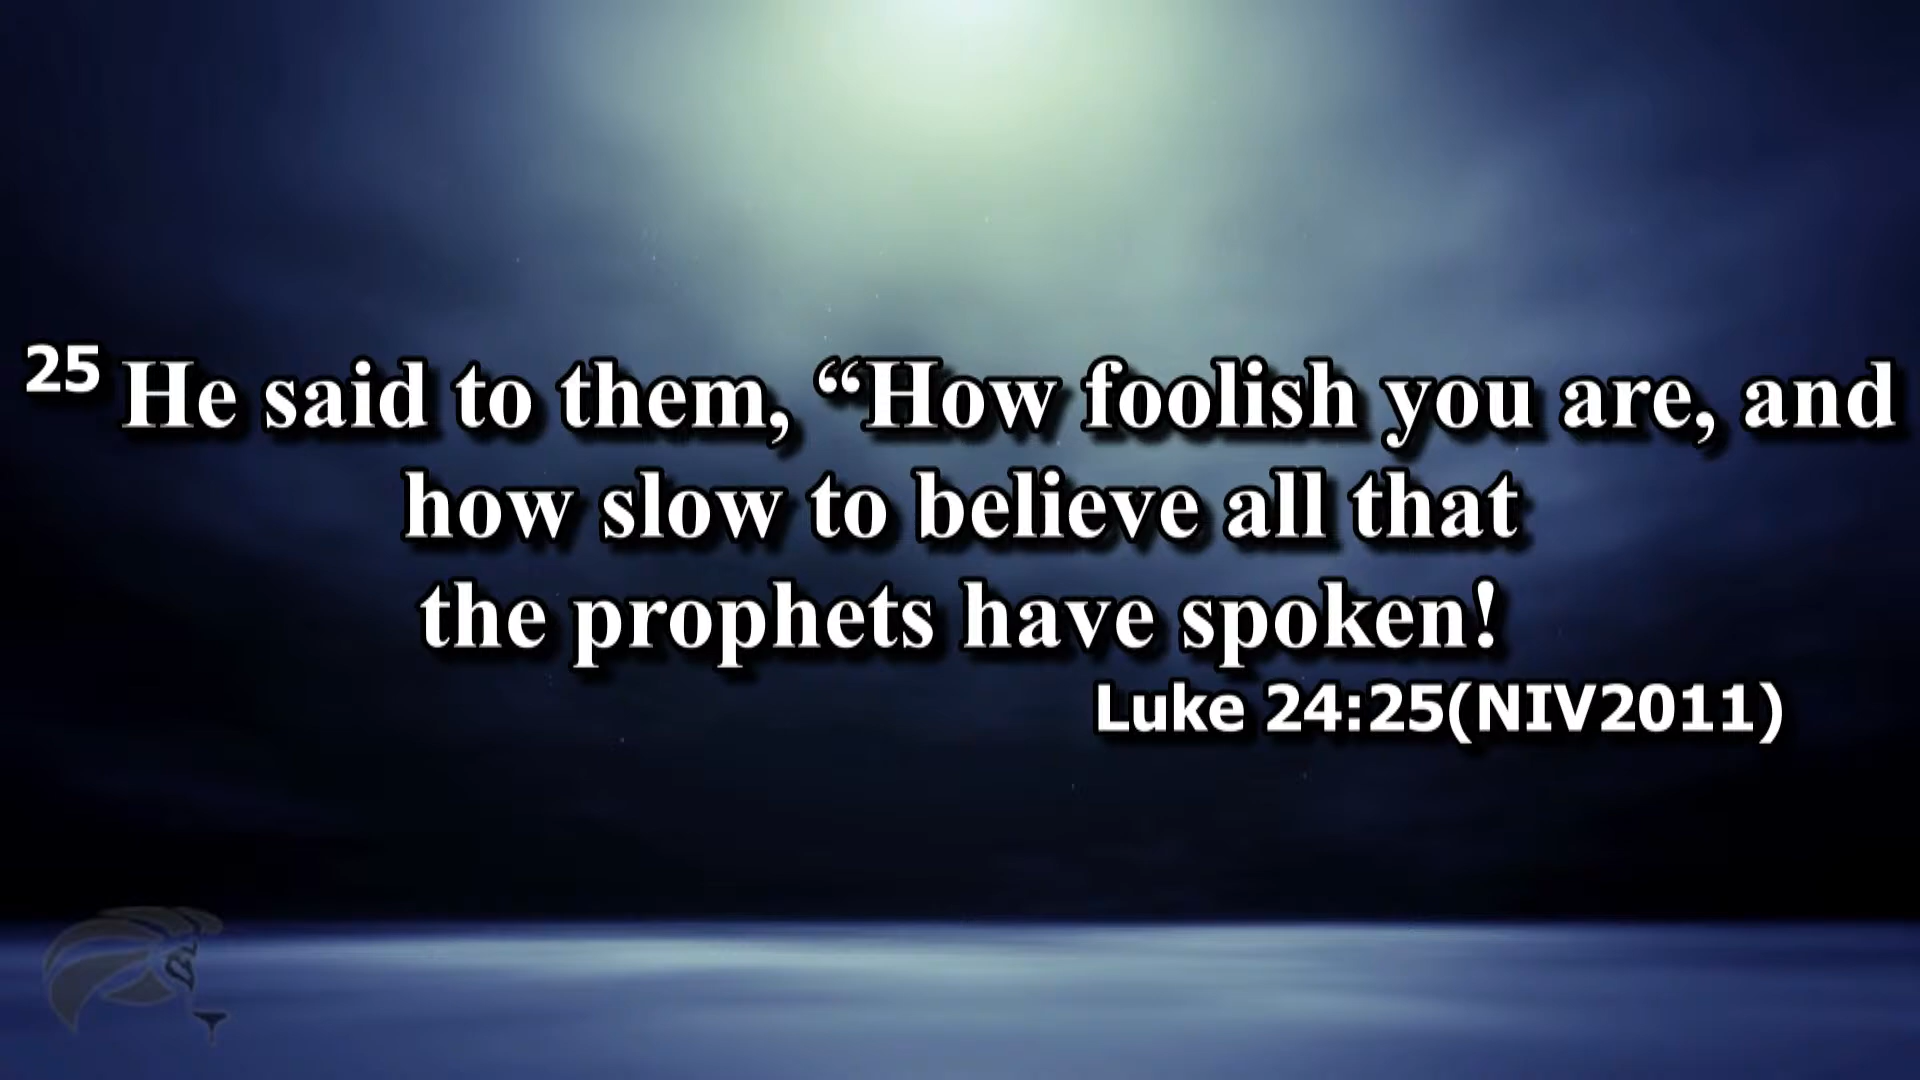 25 He said to them, “How foolish you are, and
how slow to believe all that
the prophets have spoken!
Luke 24:25(NIV2011)